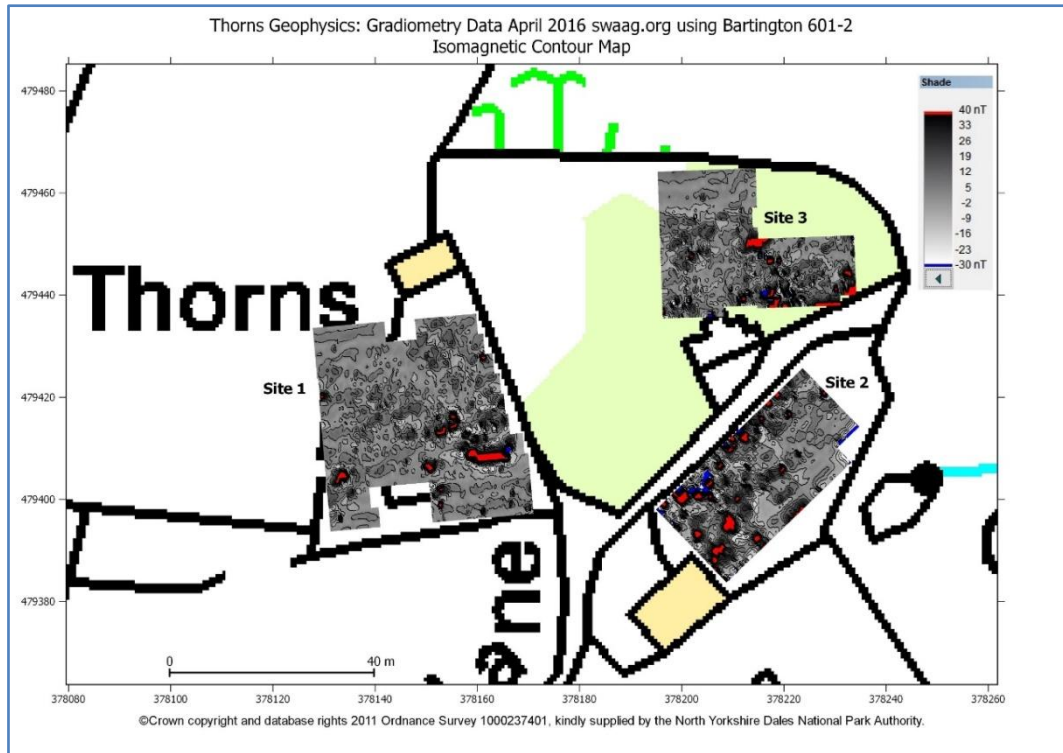 Thorns Geophysics: Gradiometry Data April 2016 swaag.org using Bartington 601-2
Isomagnetic Contour Map
Shade
40 nT
33
26
19
12
5
-2
-9
-16
-23
-30 nT
479480
479460
479440
479420
479400
479380
Thorns
Site 1
Site 3
Site 2
0
40 m
378080
378100
378120
378140
378160
378180
378200
378220
378240
378260
©Crown copyright and database rights 2011 Ordnance Survey 1000237401, kindly supplied by the North Yorkshire Dales National Park Authority.